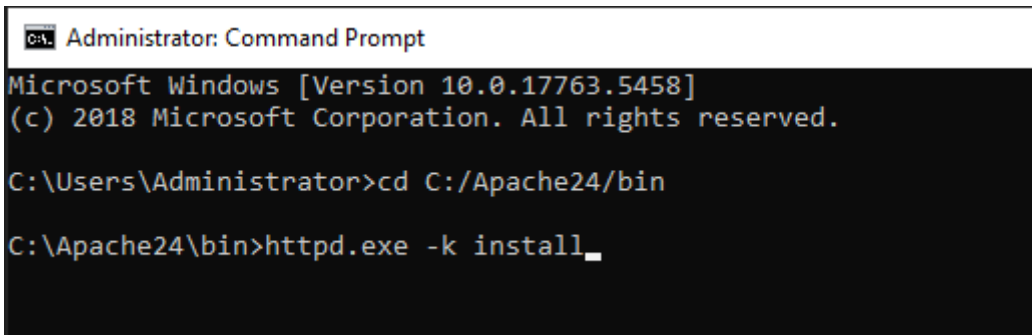 Administrator: Command Prompt
Microsoft Windows [Version 10.0.17763.5458]
(c) 2018 Microsoft Corporation. All rights reserved.
C:\Users\Administrator>cd C:/Apache24/bin
C:\Apache24\bin>httpd.exe -k install